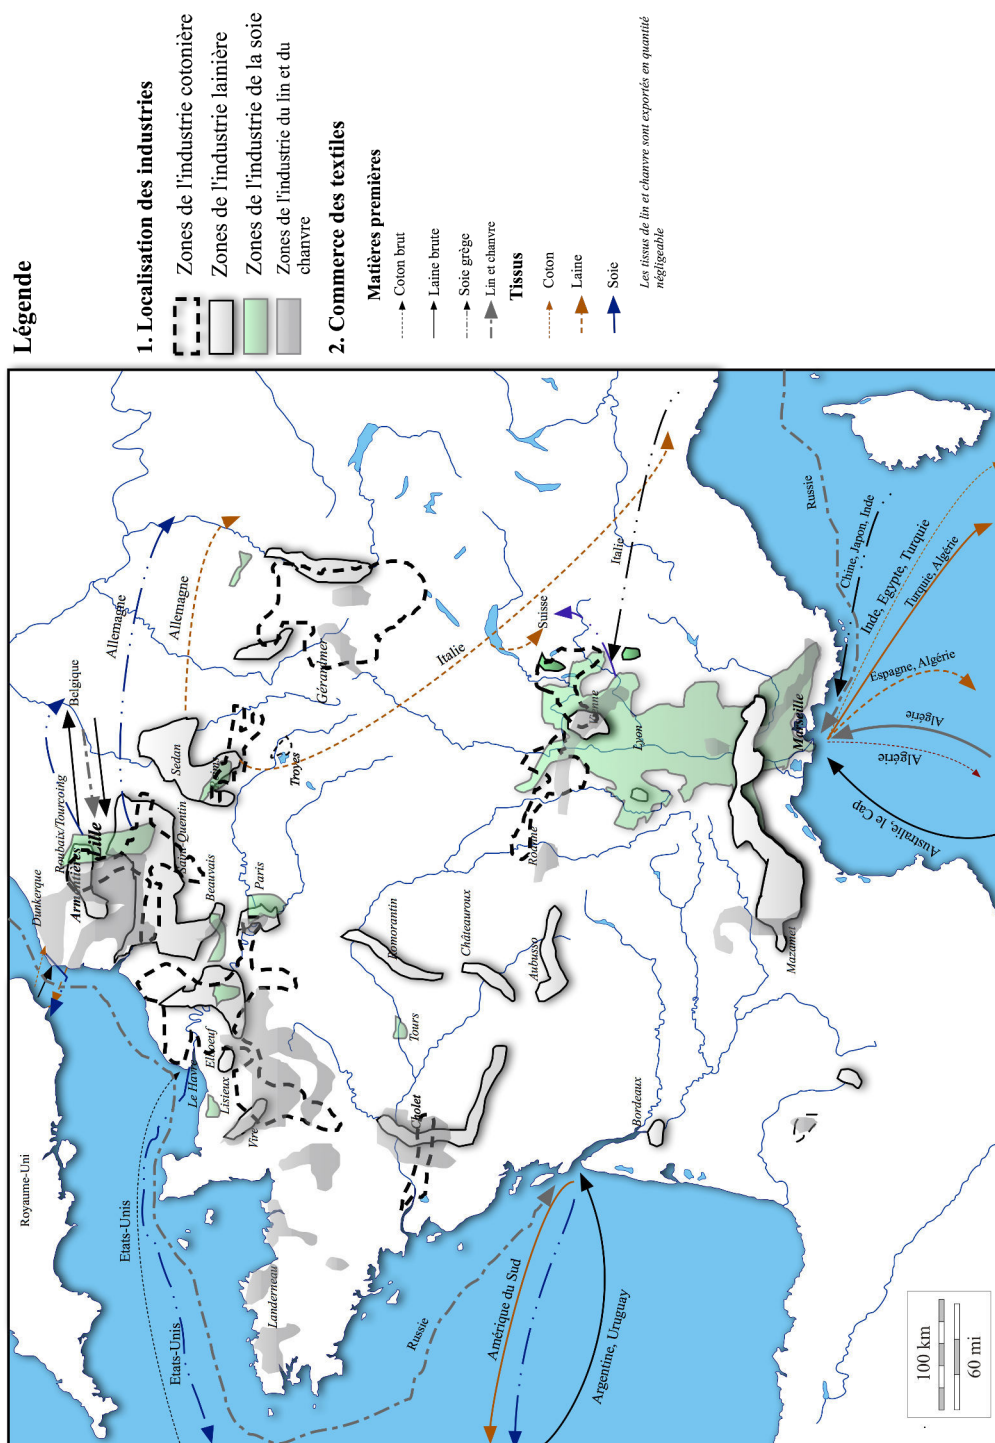 Légende
1. Localisation des industries
Zones de l'industrie cotonière
Zones de l'industrie lainière
Zones de l'industrie de la soie
Zones de l'industrie du lin et du
chanvre
2. Commerce des textiles
Matières premières
Coton brut
Laine brute
Soie grège
Lin et chanvre
Tissus
Coton
Laine
Soie
Les tissus de lin et chanvre sont exportés en quantité
négligeable
Royaume-Uni
Etats-Unis
Etats-Unis
Dunkerque
Roubaix/Tourcoing
Armentières
Lille
Belgique
Allemagne
Allemagne
Saint-Quentin
Sedan
Beauvais
Paris
Troyes
Gérardmer
Italie
Le Havre
Elboeuf
Lisieux
Vire
Landerneau
Russie
Cholet
Tours
Romorantin
Châteauroux
Aubusso
Roanne
Vienne
Lyon
Suisse
Italie
Bordeaux
Amérique du Sud
Argentine, Uruguay
Mazamet
Marseille
Russie
Chine, Japon, Inde
Inde, Egypte, Turquie
Turquie, Algérie
Espagne, Algérie
Algérie
Algérie
Australie, le Cap
100 km
60 mi